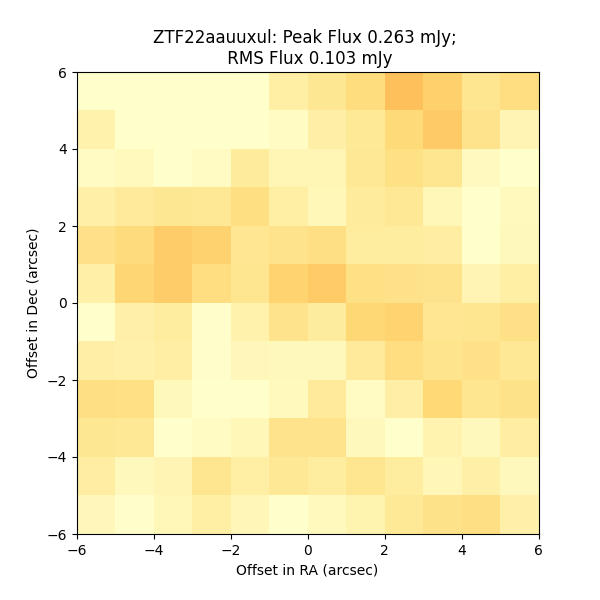 ZTF22aauuxul: Peak Flux 0.263 mJy;
RMS Flux 0.103 mJy
6
4
2
0
−2
−4
−6
Offset in Dec (arcsec)
−6 −4 −2 0 2 4 6
Offset in RA (arcsec)